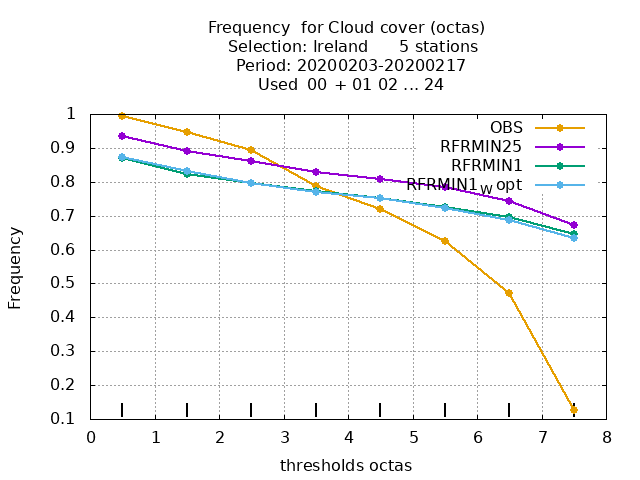 Frequency  for Cloud cover (octas)
Selection: Ireland      5 stations
Period: 20200203-20200217
Used  00  + 01 02 ... 24
OBS
RFRMIN25
RFRMIN1
RFRMIN1_W opt
1
0.9
0.8
0.7
0.6
0.5
0.4
0.3
0.2
0.1
Frequency
0 1 2 3 4 5 6 7 8
thresholds octas